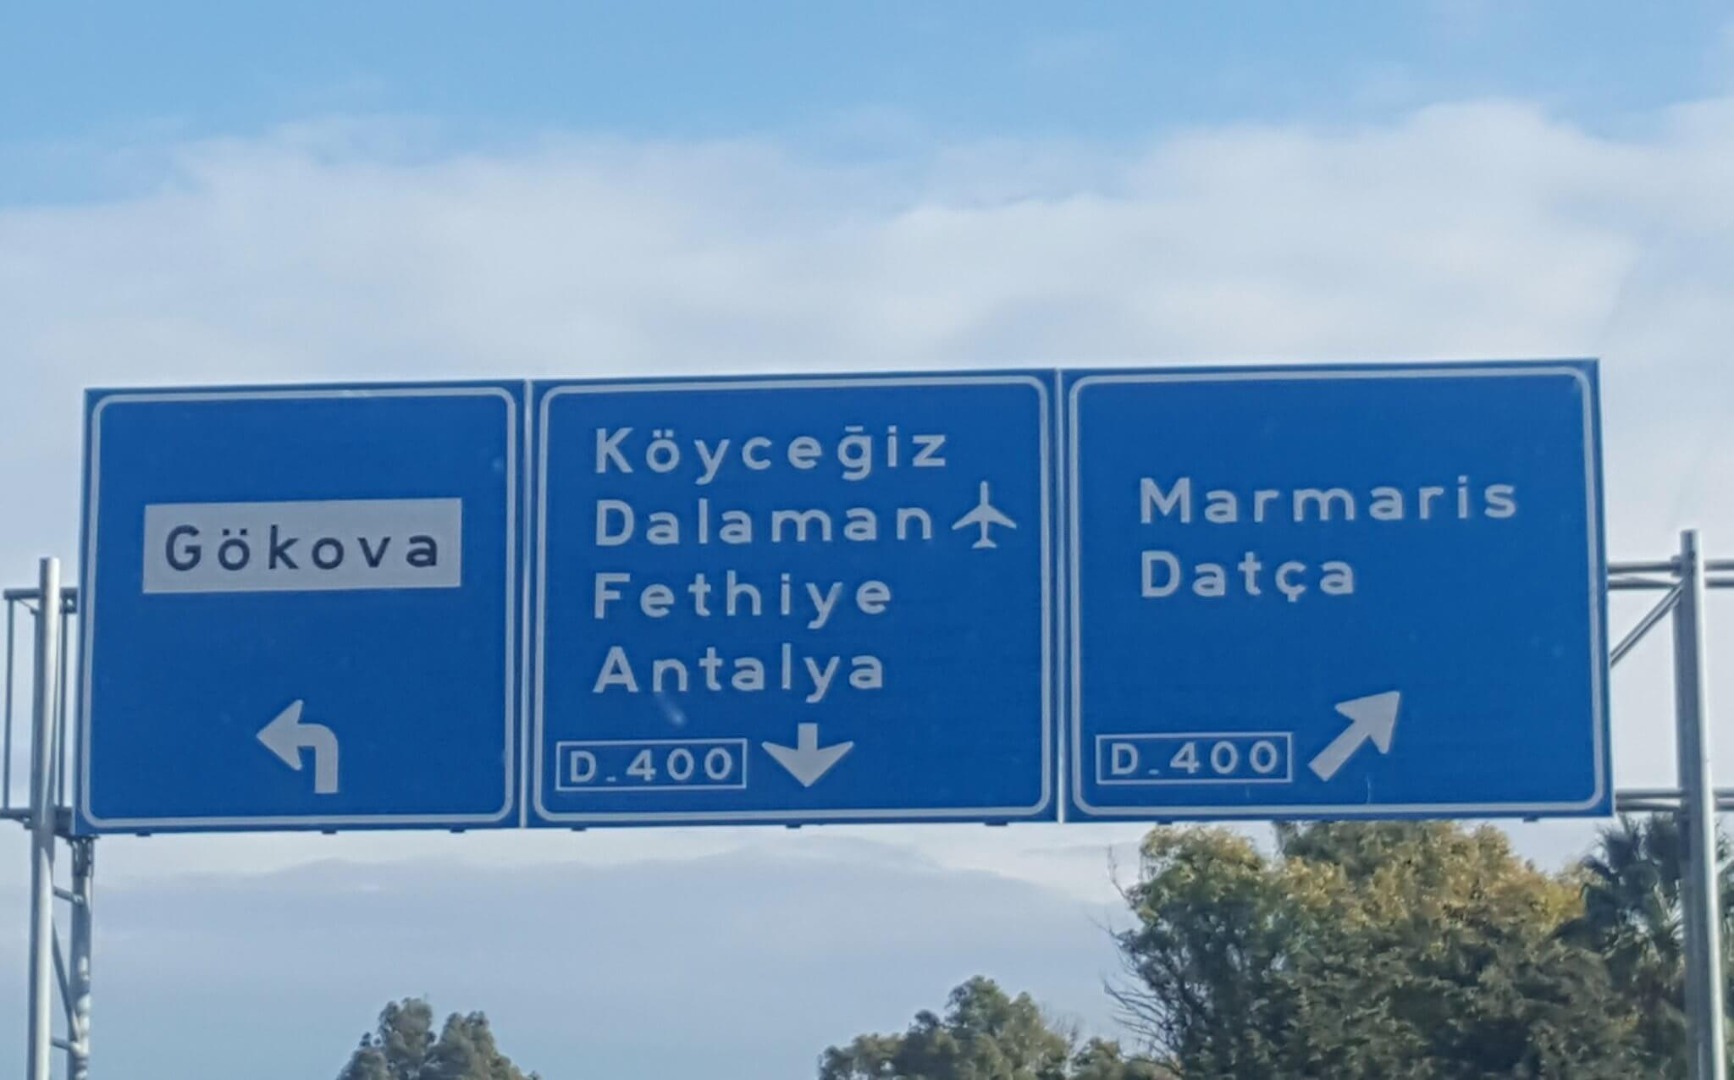 Gökova
Köyceğiz
Dalaman
Fethiye
Antalya
D.400
Marmaris
Datça
D.400